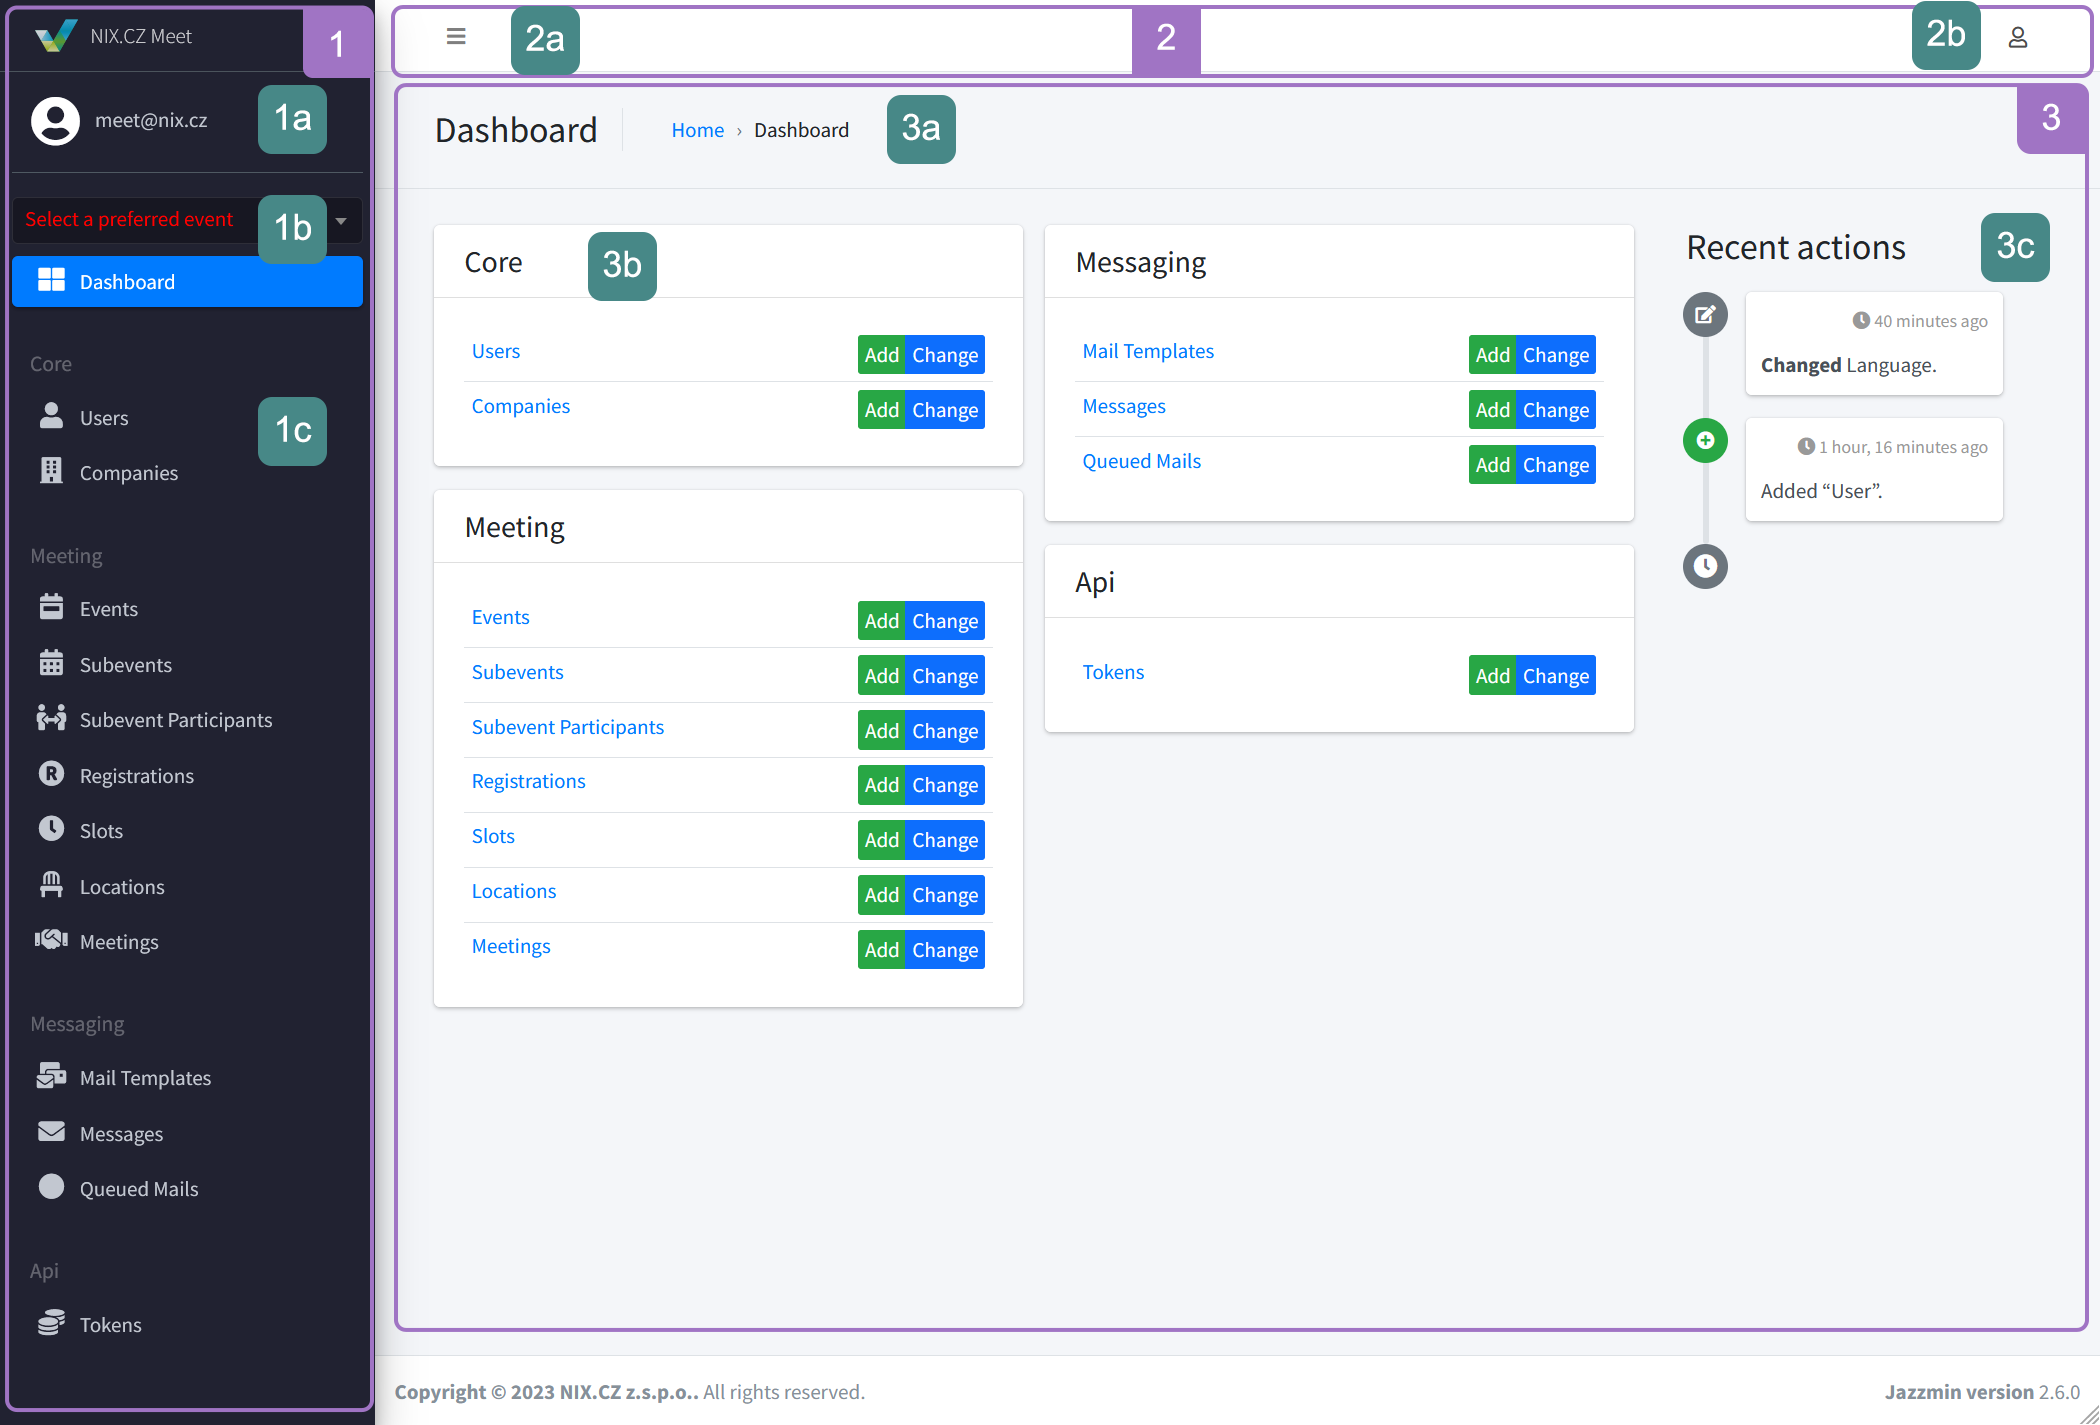 NIX.CZ Meet
1
meet@nix.cz
1a
Select a preferred event
1b
Dashboard
Core
Users
1c
Companies
Meeting
Events
Subevents
Subevent Participants
Registrations
Slots
Locations
Meetings
Messaging
Mail Templates
Messages
Queued Mails
Api
Tokens
2a
2
2b
Dashboard
Home › Dashboard
3a
3
Core
3b
Users Add Change
Companies Add Change
Meeting
Events Add Change
Subevents Add Change
Subevent Participants Add Change
Registrations Add Change
Slots Add Change
Locations Add Change
Meetings Add Change
Messaging
Mail Templates Add Change
Messages Add Change
Queued Mails Add Change
Api
Tokens Add Change
Recent actions
3c
40 minutes ago
Changed Language.
1 hour, 16 minutes ago
Added “User”.
Copyright © 2023 NIX.CZ z.s.p.o.. All rights reserved.
Jazzmin version 2.6.0